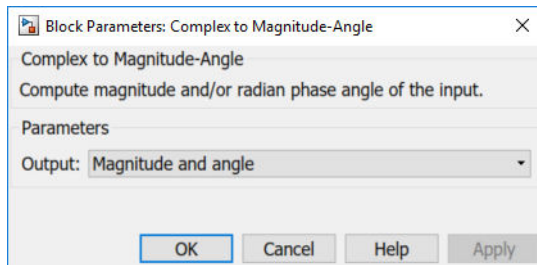 Block Parameters: Complex to Magnitude-Angle
Complex to Magnitude-Angle
Compute magnitude and/or radian phase angle of the input.
Parameters
Output: Magnitude and angle
OK Cancel Help Apply